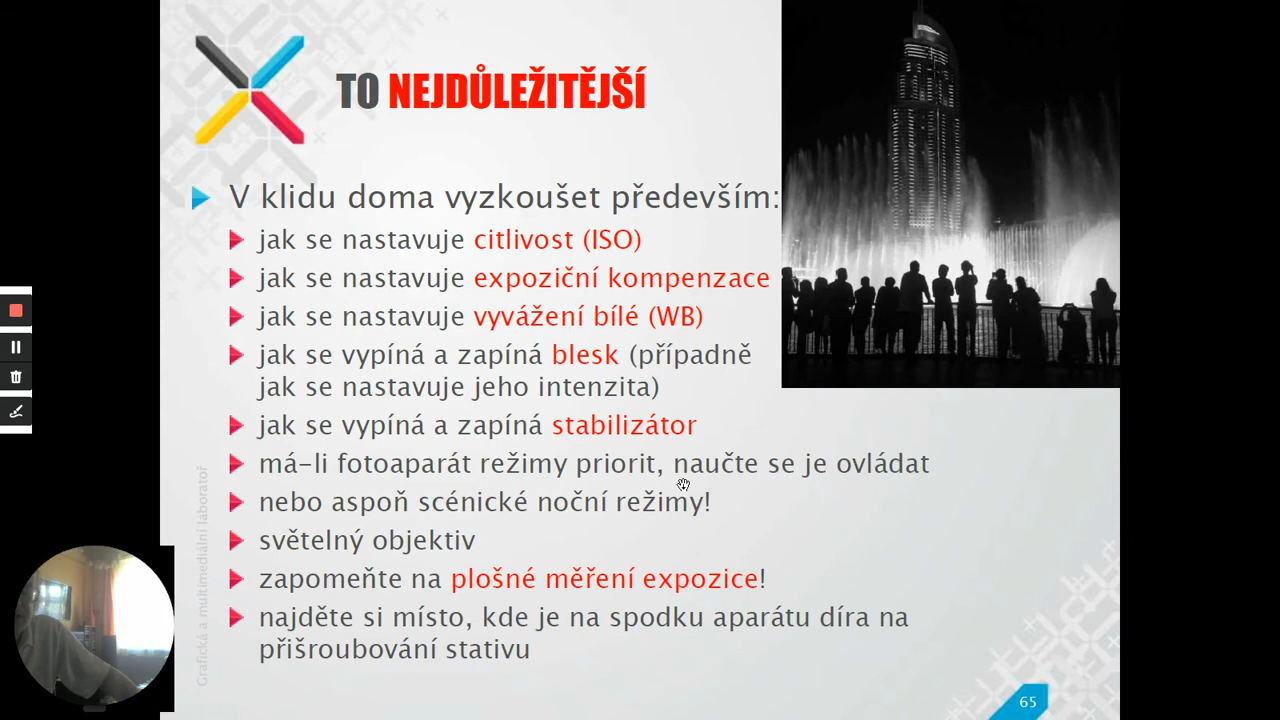 TO NEJDŮLEŽITĚJŠÍ
V klidu doma vyzkoušet především:
jak se nastavuje citlivost (ISO)
jak se nastavuje expoziční kompenzace
jak se nastavuje vyvážení bílé (WB)
jak se vypíná a zapíná blesk (případně
jak se nastavuje jeho intenzita)
jak se vypíná a zapíná stabilizátor
má-li fotoaparát režimy priorit, naučte se je ovládat
nebo aspoň scénické noční režimy!
světelný objektiv
zapomeňte na plošné měření expozice!
najděte si místo, kde je na spodku aparátu díra na
přišroubování stativu
Grafická a multimediální laboratoř
65